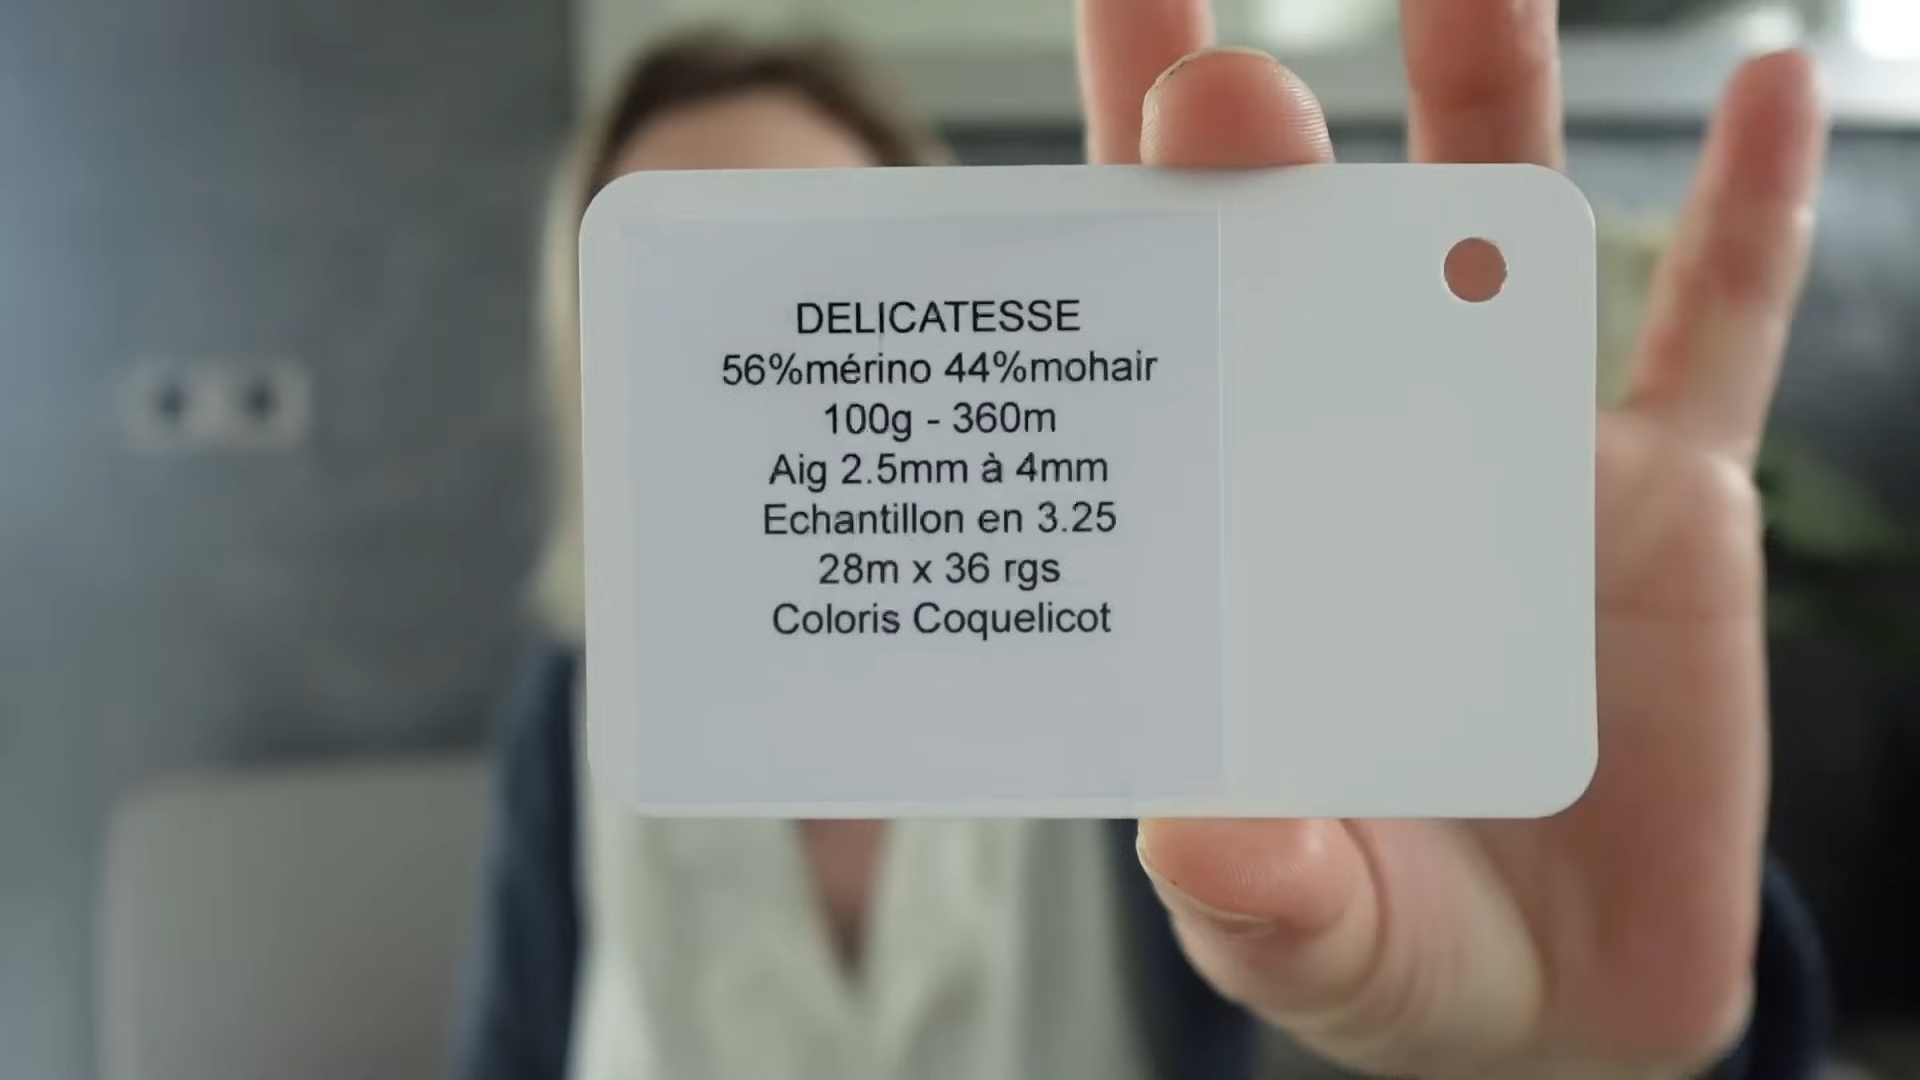 DELICATESSE
56%mérino 44%mohair
100g - 360m
Aig 2.5mm à 4mm
Echantillon en 3.25
28m x 36 rgs
Coloris Coquelicot